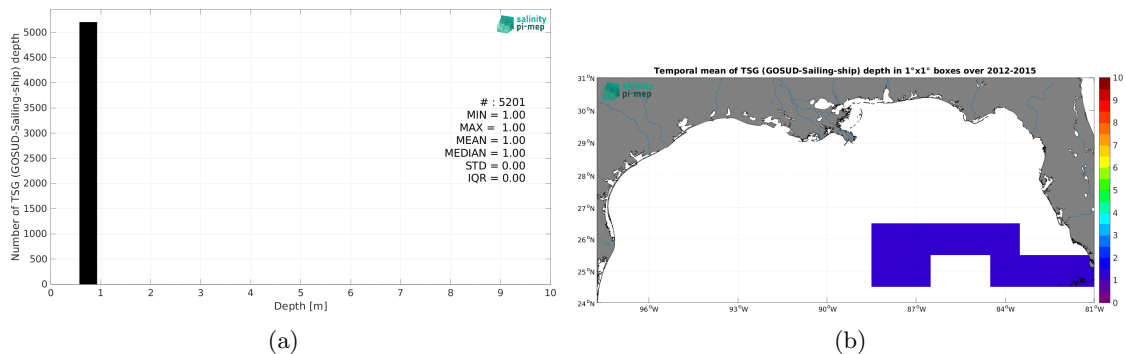 salinity
pi-mep
Number of TSG (GOSUD-Sailing-ship) depth
5000
4500
4000
3500
3000
2500
2000
1500
1000
500
0
# : 5201
MIN = 1.00
MAX = 1.00
MEAN = 1.00
MEDIAN = 1.00
STD = 0.00
IQR = 0.00
0 1 2 3 4 5 6 7 8 9 10
Depth [m]
(a)
Temporal mean of TSG (GOSUD-Sailing-ship) depth in 1°x1° boxes over 2012-2015
salinity
pi-mep
31°N
30°N
29°N
28°N
27°N
26°N
25°N
24°N
96°W 93°W 90°W 87°W 84°W 81°W
10
9
8
7
6
5
4
3
2
1
0
(b)